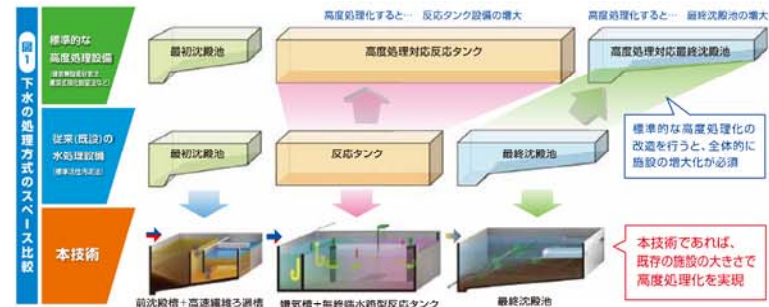 図1 下水の処理方式のスペース比較
高度処理化すると… 反応タンク設備の増大
高度処理化すると… 最終沈殿池の増大
標準的な
高度処理設備
最初沈殿池
高度処理対応反応タンク
高度処理対応最終沈殿池
従来(既設)の
水処理設備
(標準活性汚泥法)
最初沈殿池
反応タンク
最終沈殿池
標準的な高度処理化の
改造を行うと、全体的に
施設の増大化が必須
本技術
前沈殿槽+高速繊維ろ過槽
嫌気槽+無終端水路型反応タンク
最終沈殿池
本技術であれば、
既存の施設の大きさで
高度処理化を実現